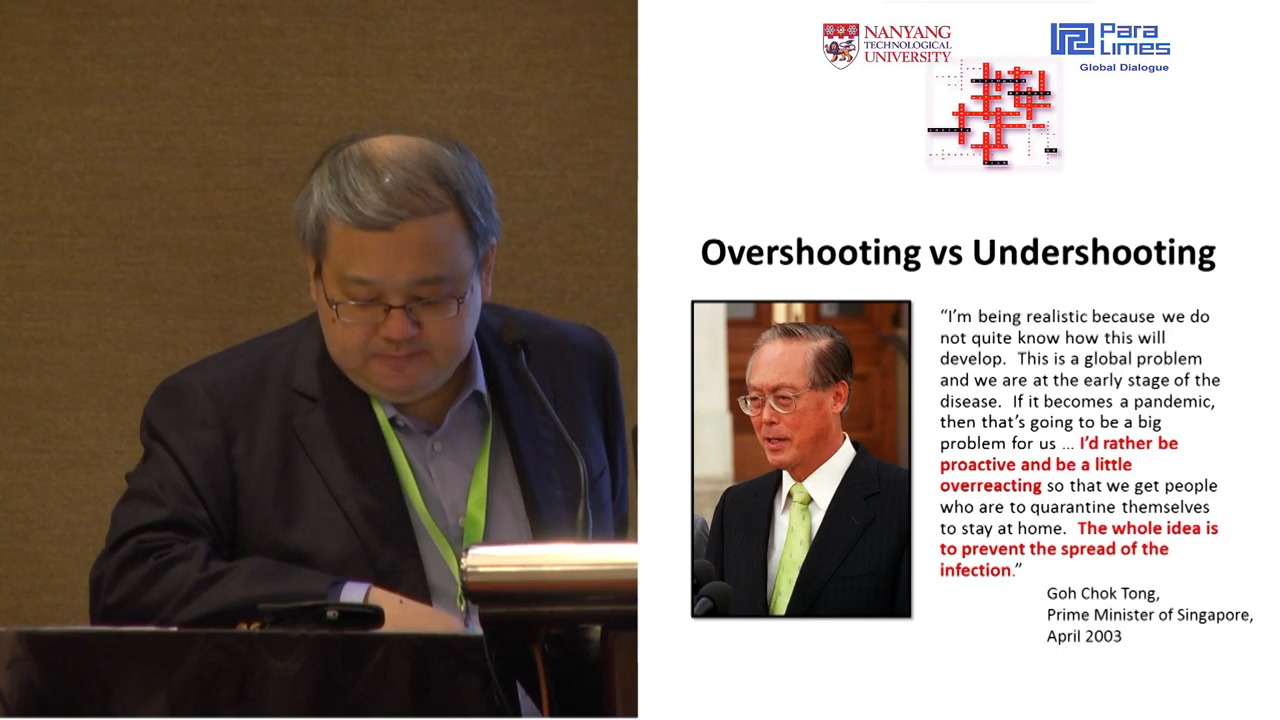 NANYANG
TECHNOLOGICAL
UNIVERSITY
Para
Limes
Global Dialogue
Overshooting vs Undershooting
“I’m being realistic because we do
not quite know how this will
develop. This is a global problem
and we are at the early stage of the
disease. If it becomes a pandemic,
then that’s going to be a big
problem for us ... I’d rather be
proactive and be a little
overreacting so that we get people
who are to quarantine themselves
to stay at home. The whole idea is
to prevent the spread of the
infection.”
Goh Chok Tong,
Prime Minister of Singapore,
April 2003